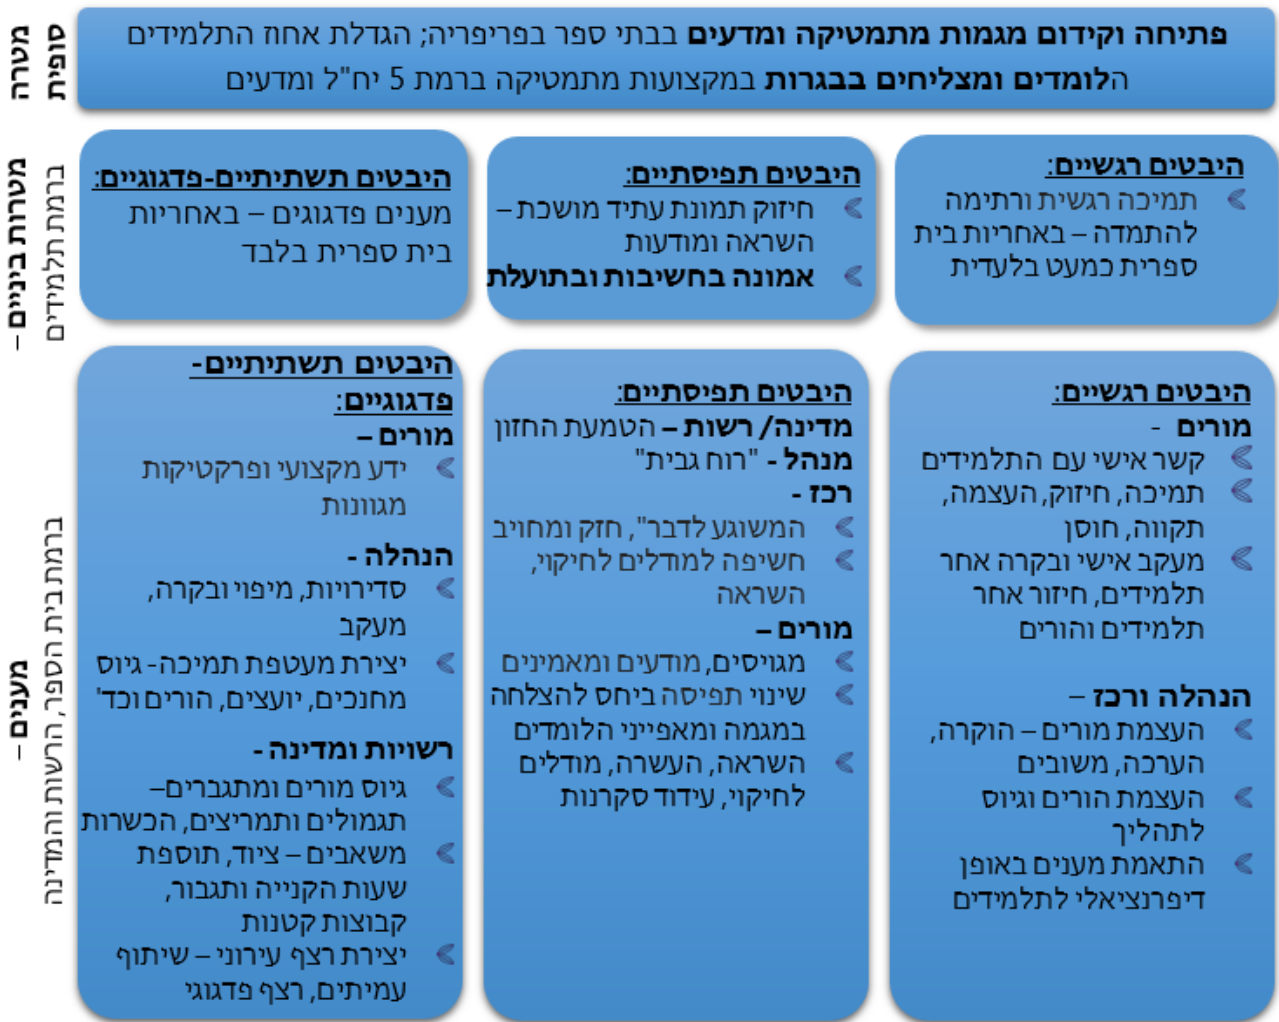 מטרה
סופית
פתיחה וקידום מגמות מתמטיקה ומדעים בבתי ספר בפריפריה; הגדלת אחוז התלמידים
הלומדים ומצליחים בבגרות במקצועות מתמטיקה ברמת 5 יח"ל ומדעים
מטרות ביניים –
ברמת תלמידים
היבטים רגשיים:
תמיכה רגשית ורתימה
להתמדה – באחריות בית
ספרית כמעט בלעדית
היבטים תפיסתיים:
חיזוק תמונת עתיד מושכת –
השראה ומודעות
אמונה בחשיבות ובתועלת
היבטים תשתיתיים-פדגוגיים:
מענים פדגוגים – באחריות
בית ספרית בלבד
מענים –
ברמת בית הספר, הרשות והמדינה
היבטים רגשיים:
מורים -
קשר אישי עם התלמידים
תמיכה, חיזוק, העצמה,
תקווה, חוסן
מעקב אישי ובקרה אחר
תלמידים, חיזור אחר
תלמידים והורים
הנהלה ורכז –
העצמת מורים – הוקרה,
הערכה, משובים
העצמת הורים וגיוס
לתהליך
התאמת מענים באופן
דיפרנציאלי לתלמידים
היבטים תפיסתיים:
מדינה/ רשות – הטמעת החזון
מנהל - "רוח גבית"
רכז -
המשוגע לדבר", חזק ומחויב
חשיפה למודלים לחיקוי,
השראה
מורים –
מגויסים, מודעים ומאמינים
שינוי תפיסה ביחס להצלחה
במגמה ומאפייני הלומדים
השראה, העשרה, מודלים
לחיקוי, עידוד סקרנות
היבטים תשתיתיים-
פדגוגיים:
מורים –
ידע מקצועי ופרקטיקות
מגוונות
הנהלה -
סדירויות, מיפוי ובקרה,
מעקב
יצירת מעטפת תמיכה- גיוס
מחנכים, יועצים, הורים וכד'
רשויות ומדינה -
גיוס מורים ומתגברים–
תגמולים ותמריצים, הכשרות
משאבים – ציוד, תוספת
שעות הקנייה ותגבור,
קבוצות קטנות
יצירת רצף עירוני – שיתוף
עמיתים, רצף פדגוגי